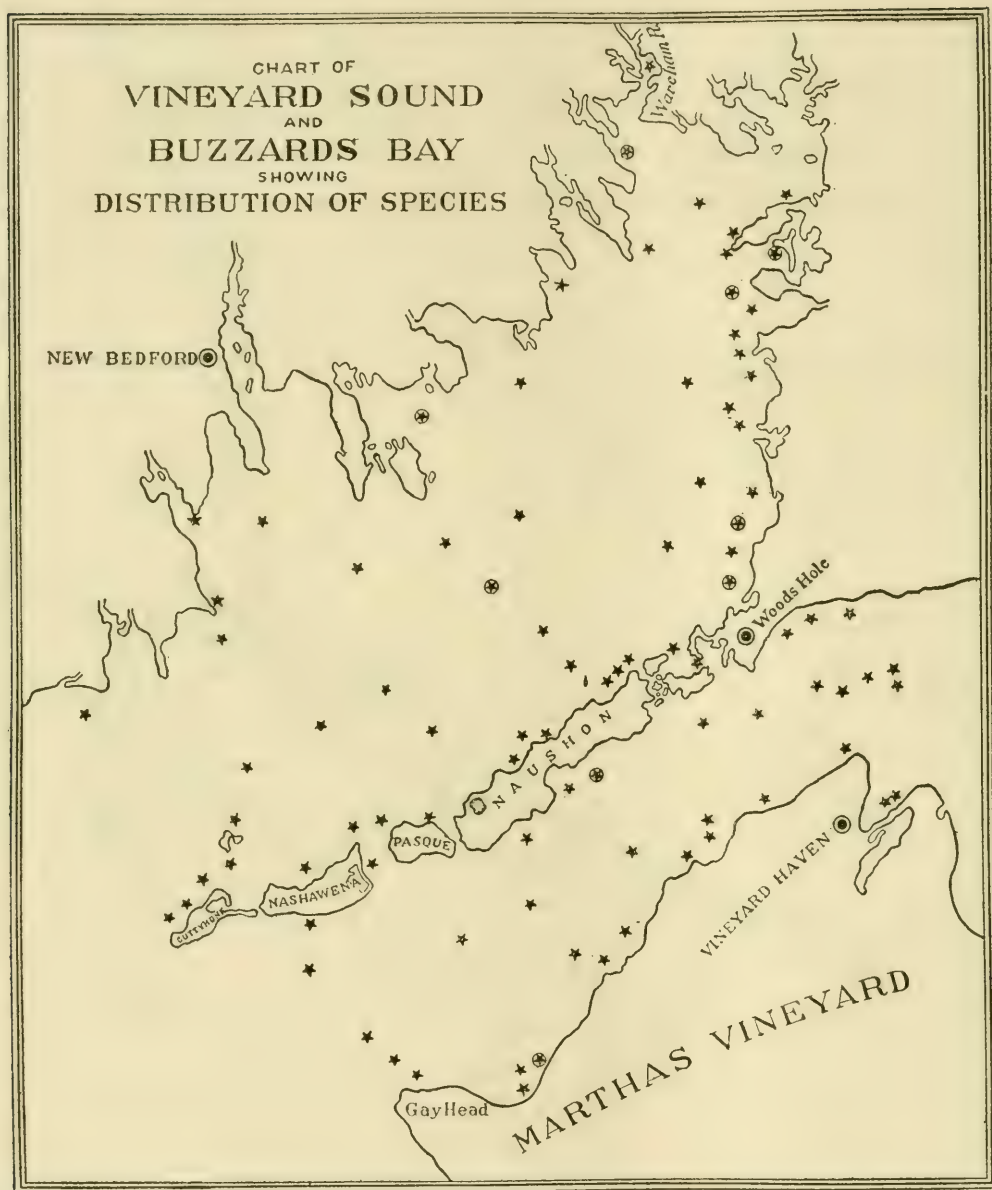 CHART OF
VINEYARD SOUND
AND
BUZZARDS BAY
SHOWING
DISTRIBUTION OF SPECIES
Wareham R.
NEW BEDFORD
Woods Hole
NAUSHON
PASQUE
NASHAWENA
CUTTYHUNK
VINEYARD HAVEN
MARTHAS VINEYARD
Gay Head